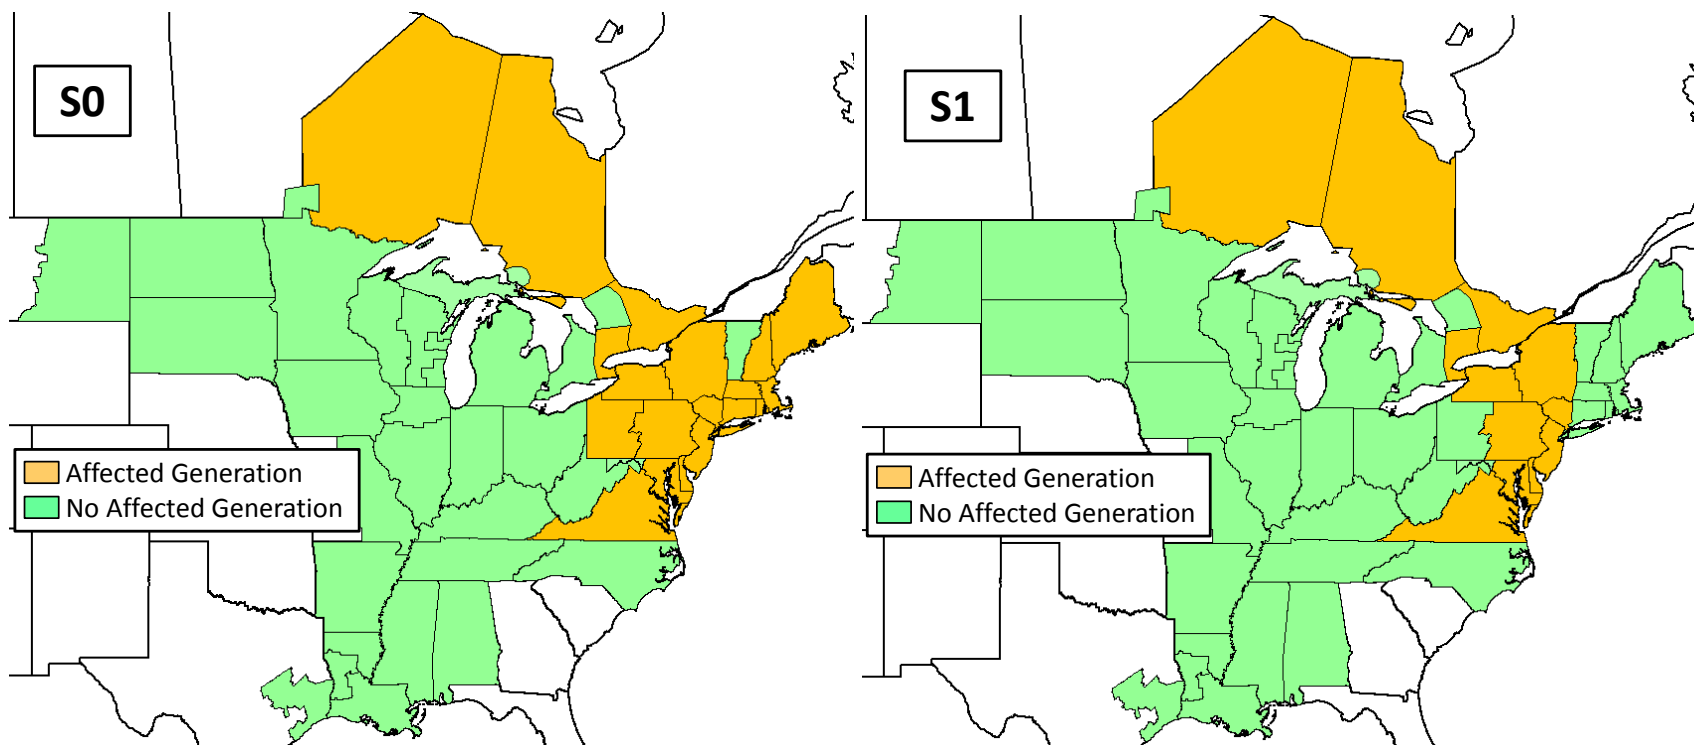 S0
Affected Generation
No Affected Generation
S1
Affected Generation
No Affected Generation